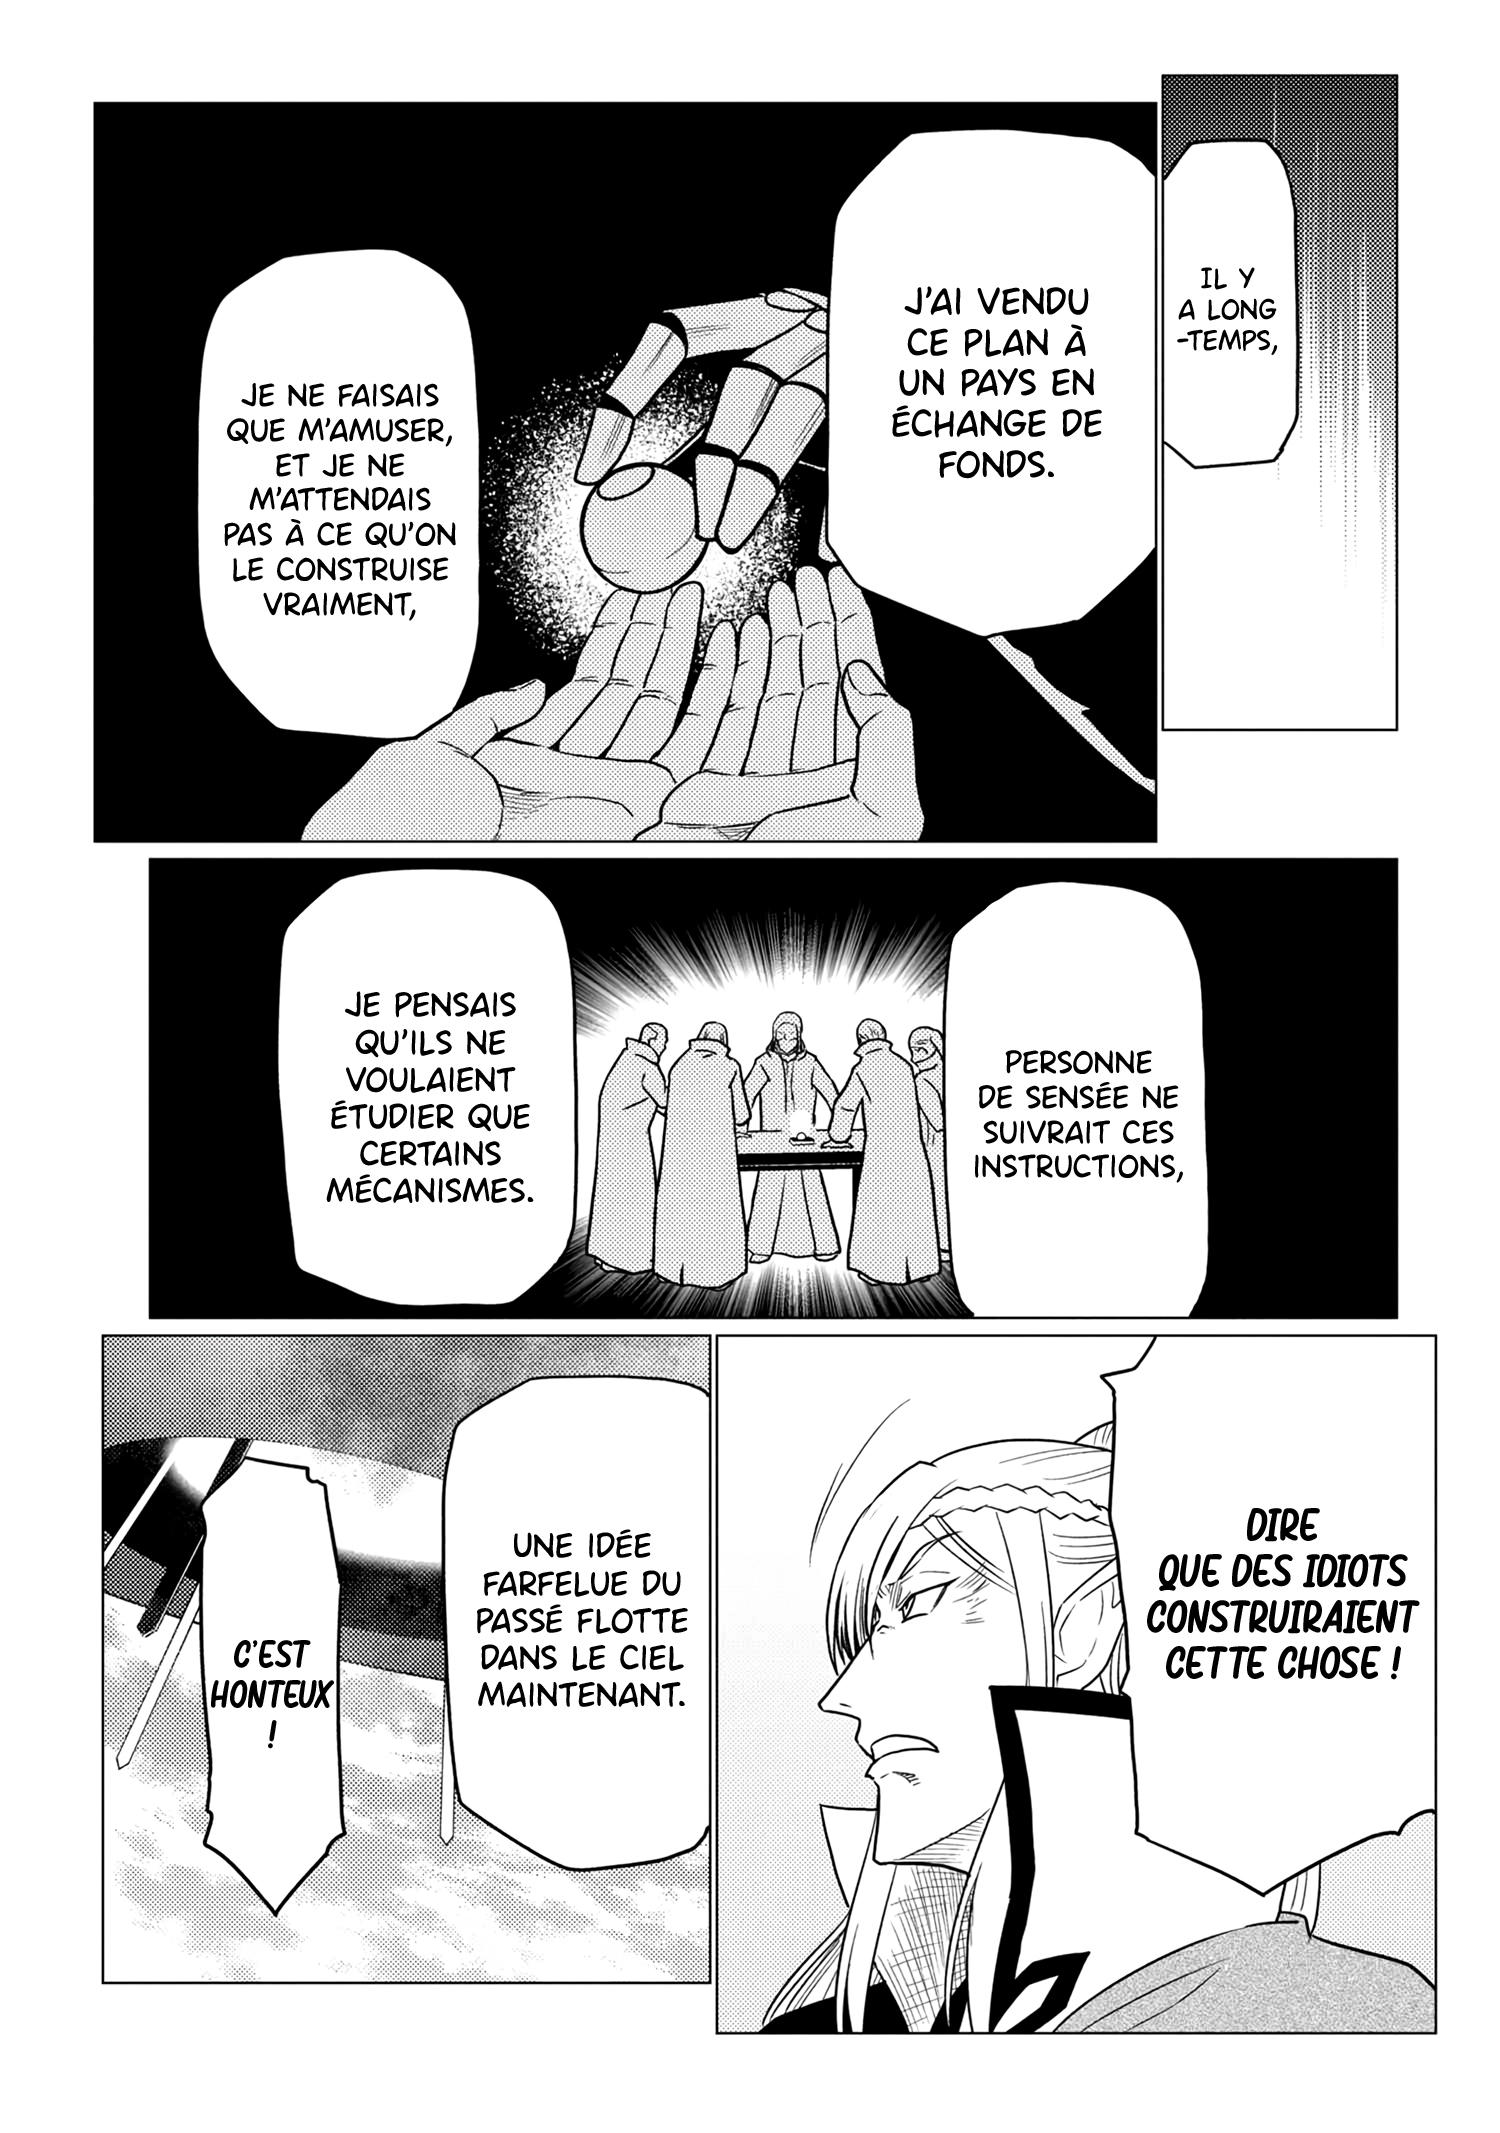 IL Y
A LONG
-TEMPS,
J'AI VENDU
CE PLAN À
UN PAYS EN
ÉCHANGE DE
FONDS.
JE NE FAISAIS
QUE M'AMUSER,
ET JE NE
M'ATTENDAIS
PAS À CE QU'ON
LE CONSTRUISE
VRAIMENT,
PERSONNE
DE SENSÉE NE
SUIVRAIT CES
INSTRUCTIONS,
JE PENSAIS
QU'ILS NE
VOULAIENT
ÉTUDIER QUE
CERTAINS
MÉCANISMES.
DIRE
QUE DES IDIOTS
CONSTRUIRAIENT
CETTE CHOSE !
UNE IDÉE
FARFELUE DU
PASSÉ FLOTTE
DANS LE CIEL
MAINTENANT.
C'EST
HONTEUX
!